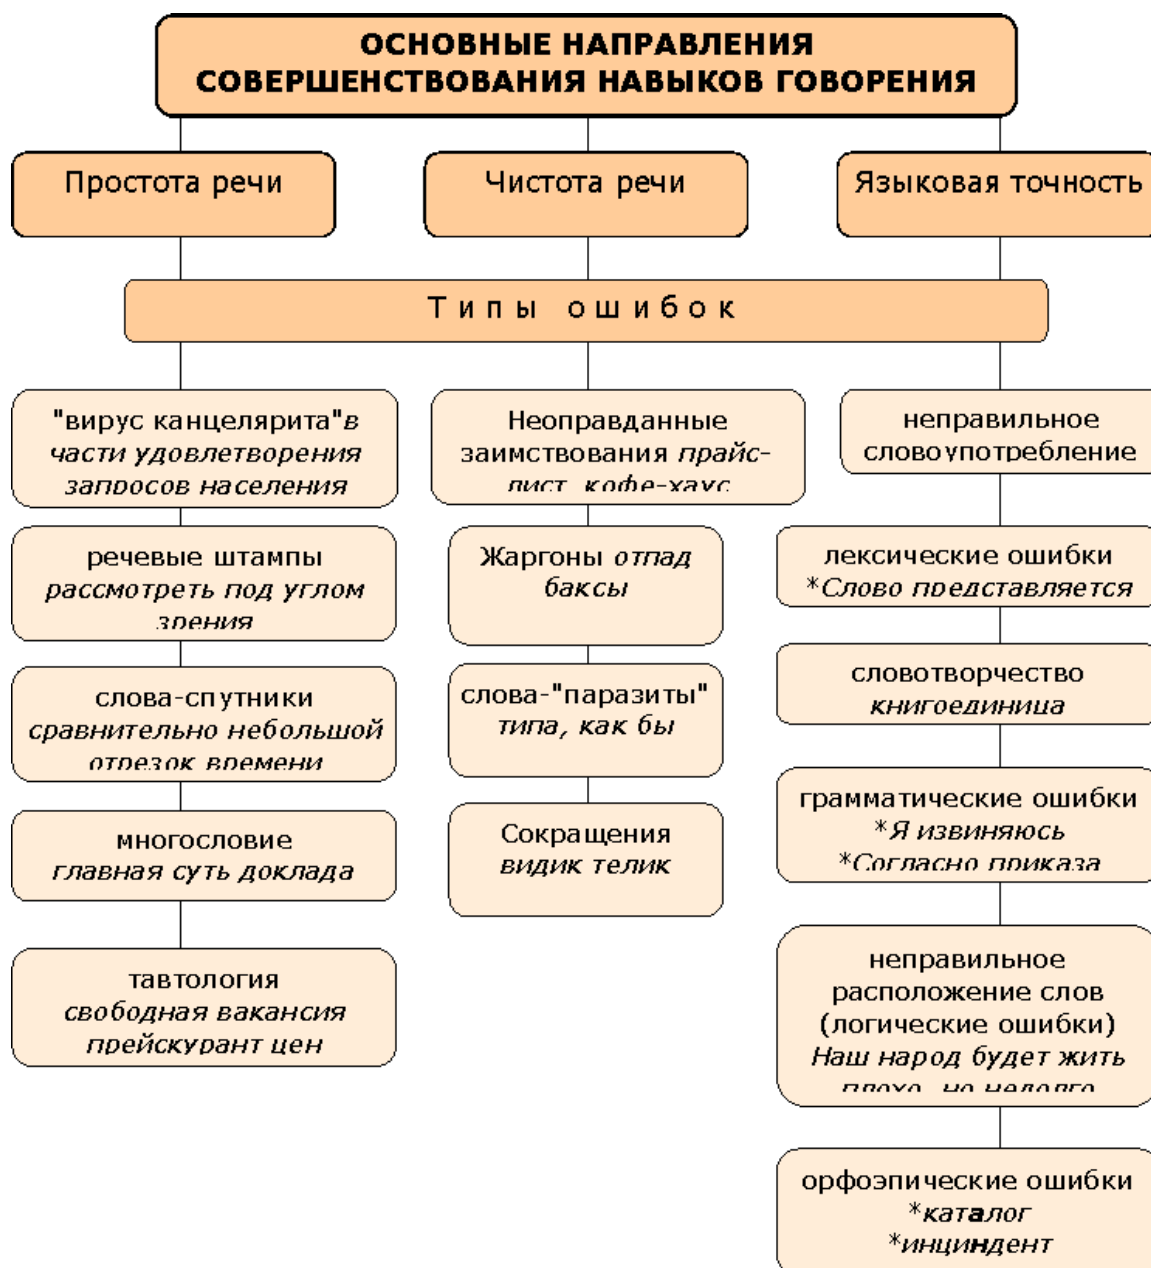 ОСНОВНЫЕ НАПРАВЛЕНИЯ
СОВЕРШЕНСТВОВАНИЯ НАВЫКОВ ГОВОРЕНИЯ
Простота речи
Чистота речи
Языковая точность
Типы ошибок
"вирус канцелярита"в
части удовлетворения
запросов населения
речевые штампы
рассмотреть под углом
зрения
слова-спутники
сравнительно небольшой
отрезок времени
многословие
главная суть доклада
тавтология
свободная вакансия
прейскурант цен
Неоправданные
заимствования прайс-
лист, кофе-хаус
Жаргоны отпад
баксы
слова-"паразиты"
типа, как бы
Сокращения
видик телик
неправильное
словоупотребление
лексические ошибки
*Слово представляется
словотворчество
книгоединица
грамматические ошибки
*Я извиняюсь
*Согласно приказа
неправильное
расположение слов
(логические ошибки)
Наш народ будет жить
плохо, но недолго
орфоэпические ошибки
*каталог
*инциндент